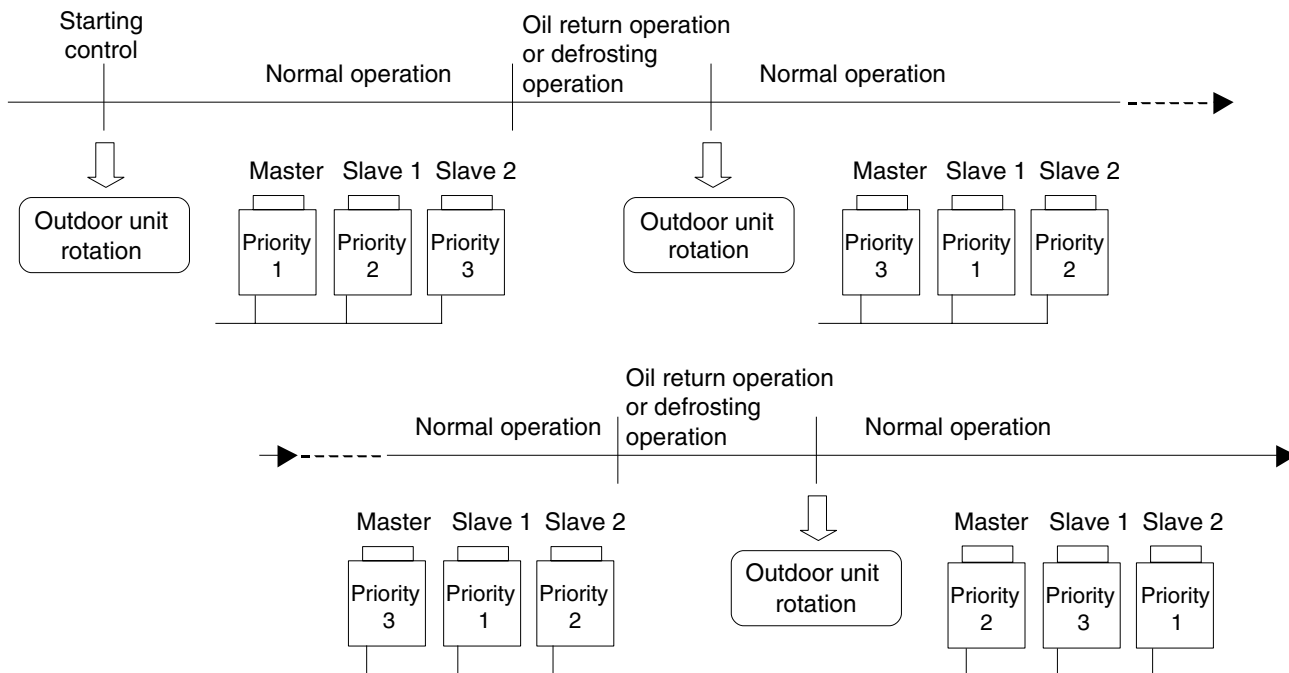 Starting
control
Normal operation
Oil return operation
or defrosting
operation
Normal operation
Outdoor unit
rotation
Master Slave 1 Slave 2
Priority
1
Priority
2
Priority
3
Outdoor unit
rotation
Master Slave 1 Slave 2
Priority
3
Priority
1
Priority
2
Normal operation
Oil return operation
or defrosting
operation
Normal operation
Master Slave 1 Slave 2
Priority
3
Priority
1
Priority
2
Outdoor unit
rotation
Master Slave 1 Slave 2
Priority
2
Priority
3
Priority
1